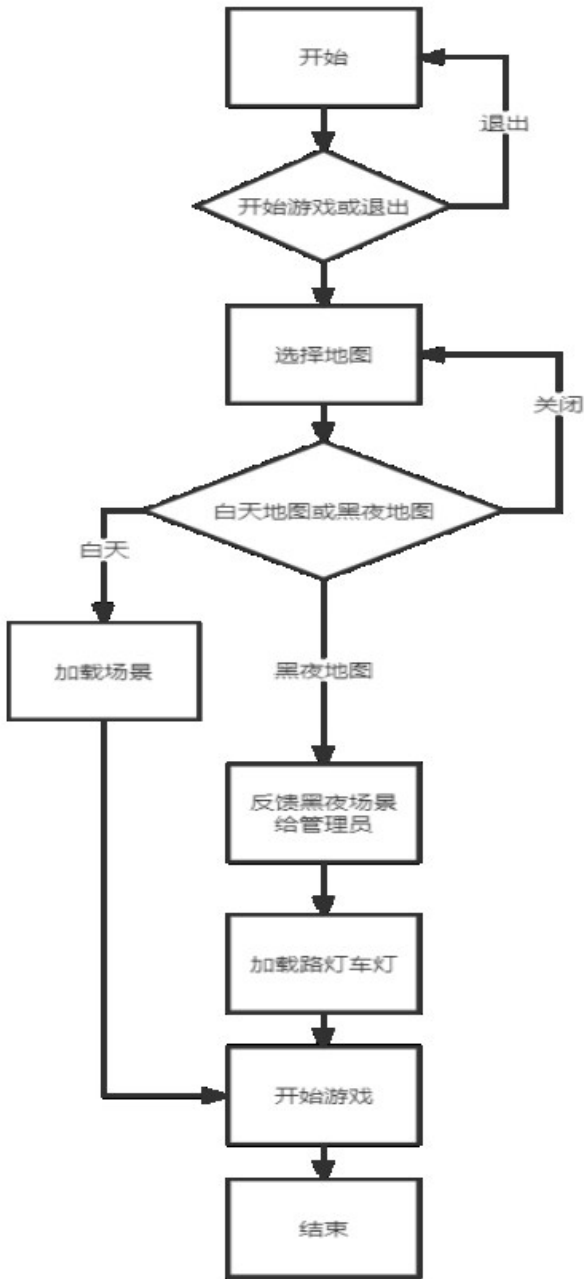 开始
退出
开始游戏或退出
选择地图
关闭
白天地图或黑夜地图
白天
加载场景
黑夜地图
反馈黑夜场景
给管理员
加载路灯车灯
开始游戏
结束